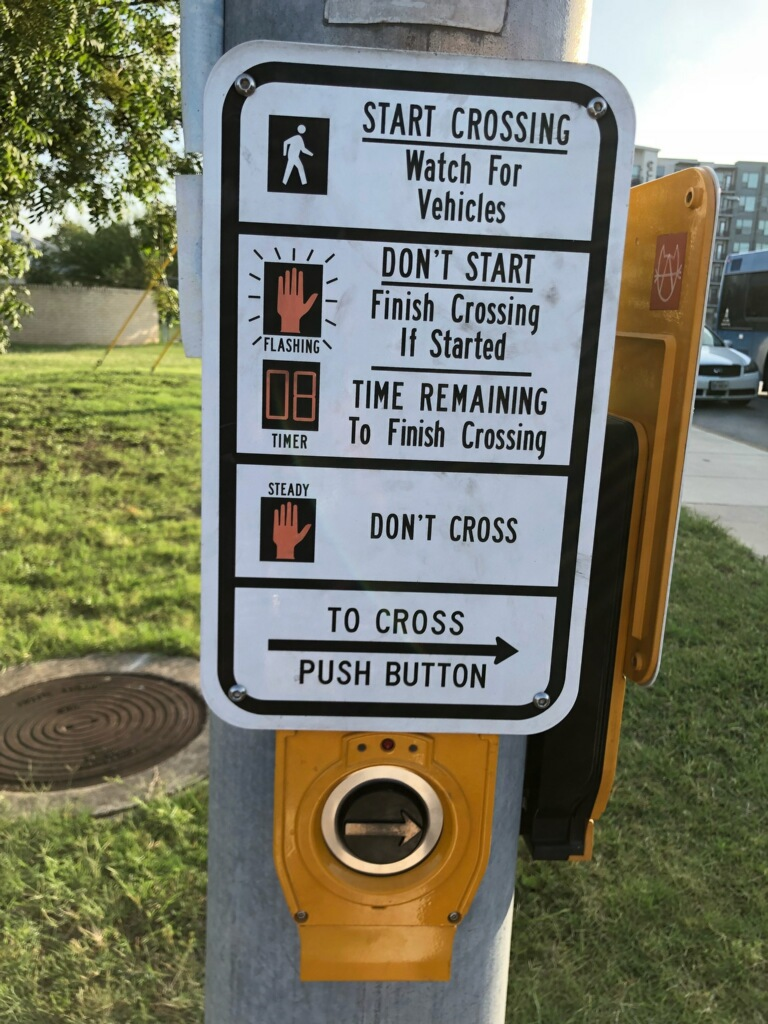 START CROSSING
Watch For
Vehicles
DON'T START
Finish Crossing
If Started
FLASHING
08
TIME REMAINING
To Finish Crossing
TIMER
STEADY
DON'T CROSS
TO CROSS
PUSH BUTTON